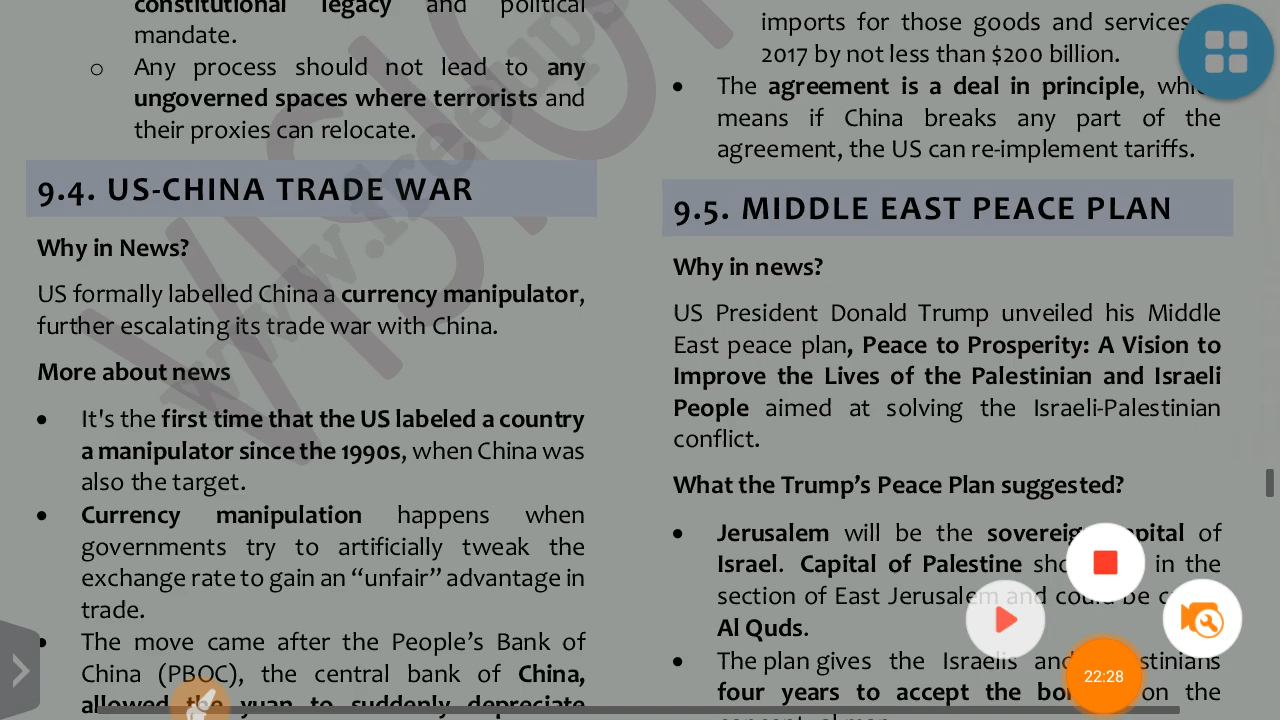 constitutional legacy and political
mandate.
o Any process should not lead to any
ungoverned spaces where terrorists and
their proxies can relocate.
9.4. US-CHINA TRADE WAR
Why in News?
US formally labelled China a currency manipulator,
further escalating its trade war with China.
More about news
• It's the first time that the US labeled a country
a manipulator since the 1990s, when China was
also the target.
• Currency manipulation happens when
governments try to artificially tweak the
exchange rate to gain an “unfair” advantage in
trade.
• The move came after the People’s Bank of
China (PBOC), the central bank of China,
allowed the yuan to suddenly depreciate
imports for those goods and services
2017 by not less than $200 billion.
• The agreement is a deal in principle,
means if China breaks any part of the
agreement, the US can re-implement tariffs.
9.5. MIDDLE EAST PEACE PLAN
Why in news?
US President Donald Trump unveiled his Middle
East peace plan, Peace to Prosperity: A Vision to
Improve the Lives of the Palestinian and Israeli
People aimed at solving the Israeli-Palestinian
conflict.
What the Trump’s Peace Plan suggested?
• Jerusalem will be the of
Israel. Capital of Palestine in the
section of East Jerusalem and could be
Al Quds.
• The plan gives the Israelis
four years to accept the on the
22:28